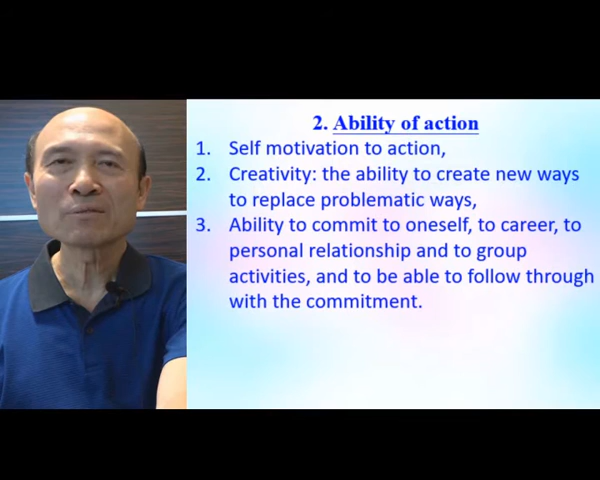 2. Ability of action
1. Self motivation to action,
2. Creativity: the ability to create new ways
to replace problematic ways,
3. Ability to commit to oneself, to career, to
personal relationship and to group
activities, and to be able to follow through
with the commitment.